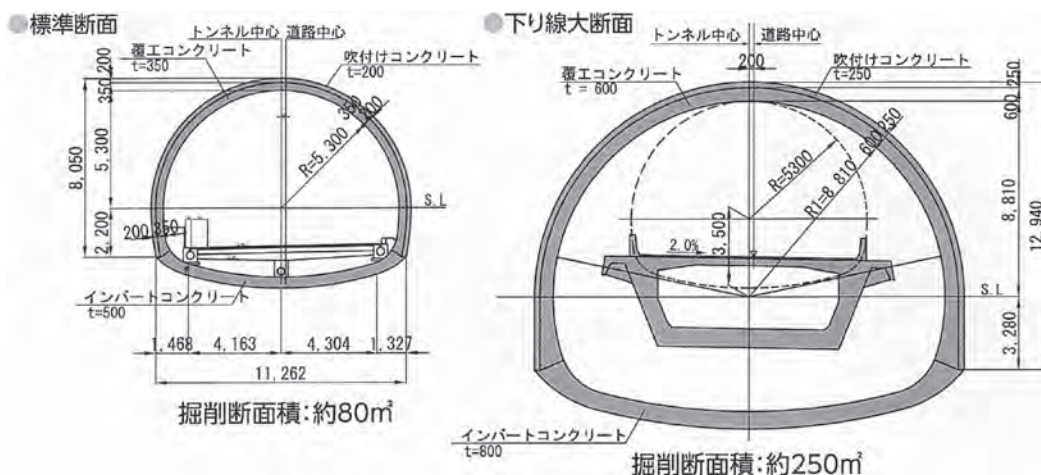 ●標準断面
トンネル中心 道路中心
覆工コンクリート
t=350
吹付けコンクリート
t=200
350 200
8,050
5,300
2,200
350 200
R=5,300
S.L
200 350
インバートコンクリート
t=500
1,468 4,163 4,304 1,327
11,262
掘削断面積：約80㎡
●下り線大断面
トンネル中心 道路中心
200
覆工コンクリート
t = 600
吹付けコンクリート
t=250
600 250
R=5300
R1=8,810
600 250
3,500
2.0%
8,810
12,940
S.L
3,280
インバートコンクリート
t=800
掘削断面積：約250㎡